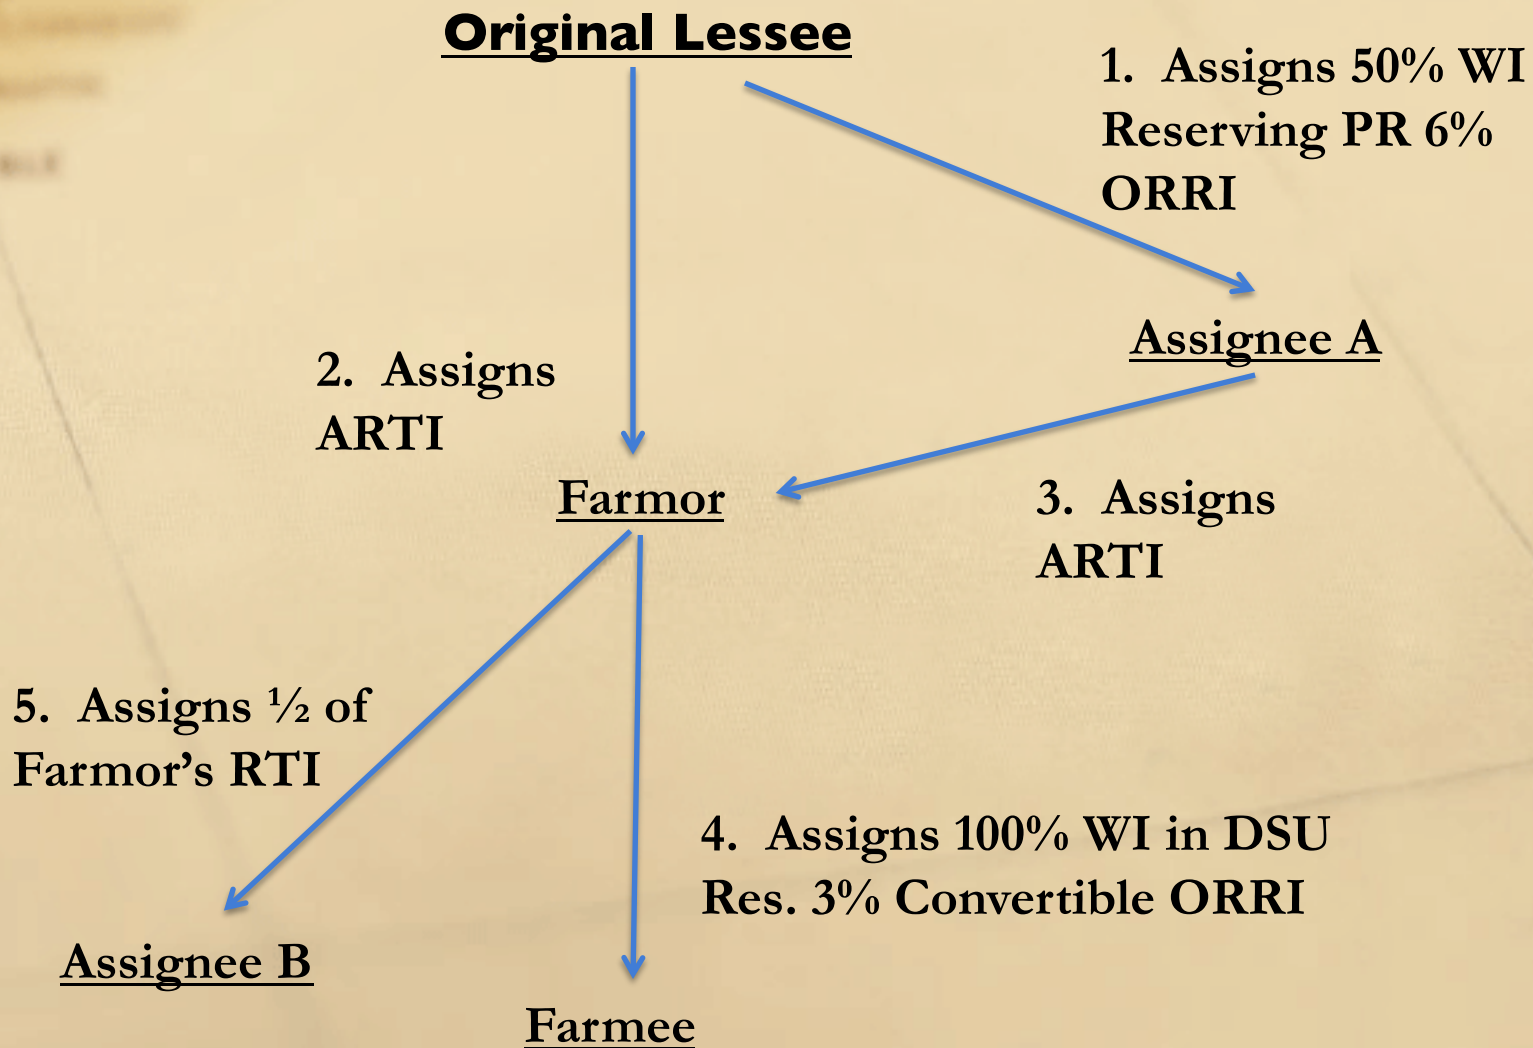 Original Lessee
1. Assigns 50% WI
Reserving PR 6%
ORRI
Assignee A
2. Assigns
ARTI
Farmor
3. Assigns
ARTI
5. Assigns ½ of
Farmor’s RTI
4. Assigns 100% WI in DSU
Res. 3% Convertible ORRI
Assignee B
Farmee